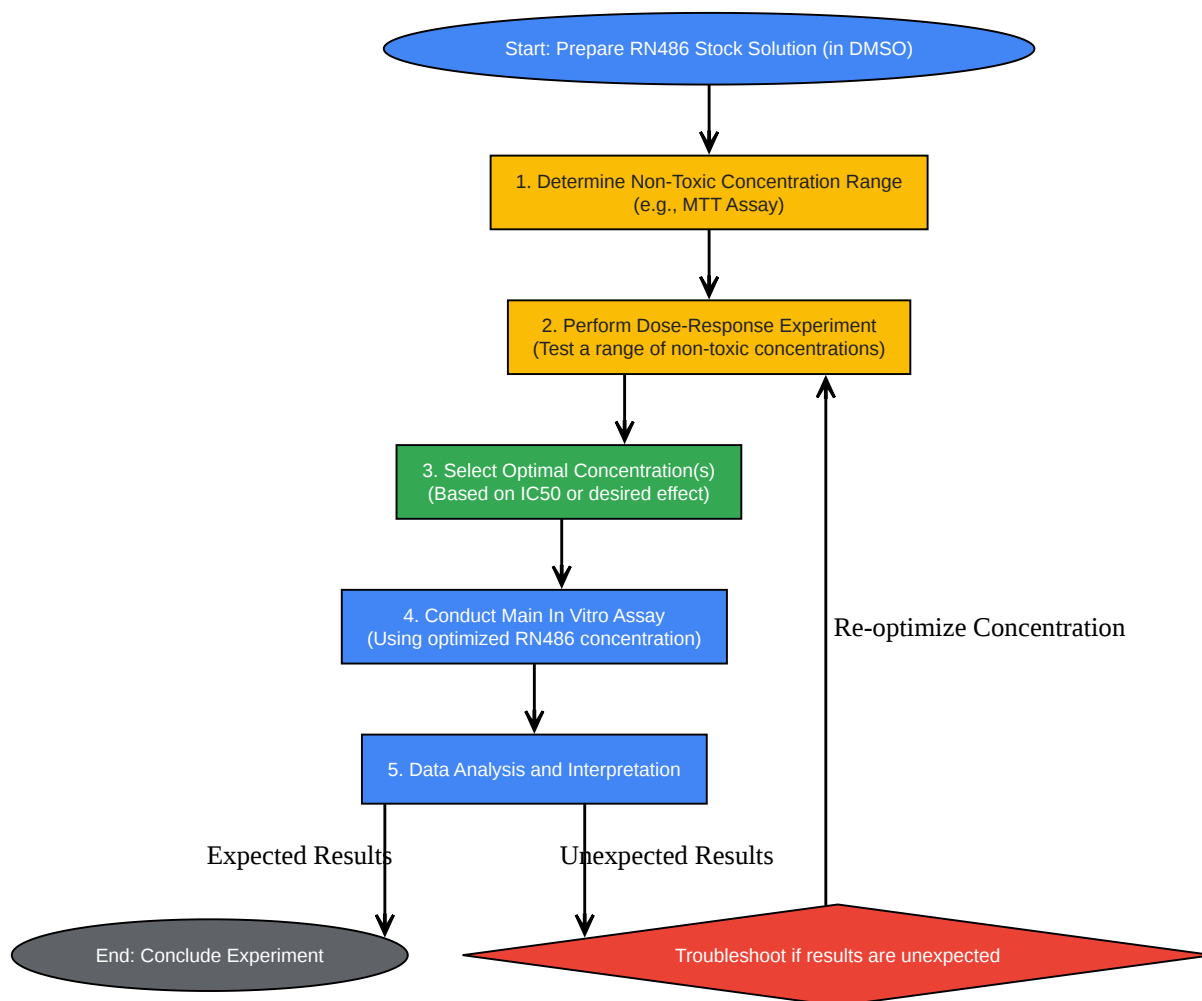 Start: Prepare RN486 Stock Solution (in DMSO)
1. Determine Non-Toxic Concentration Range
(e.g., MTT Assay)
2. Perform Dose-Response Experiment
(Test a range of non-toxic concentrations)
3. Select Optimal Concentration(s)
(Based on IC50 or desired effect)
4. Conduct Main In Vitro Assay
(Using optimized RN486 concentration)
Re-optimize Concentration
5. Data Analysis and Interpretation
Expected Results
Unexpected Results
End: Conclude Experiment
Troubleshoot if results are unexpected